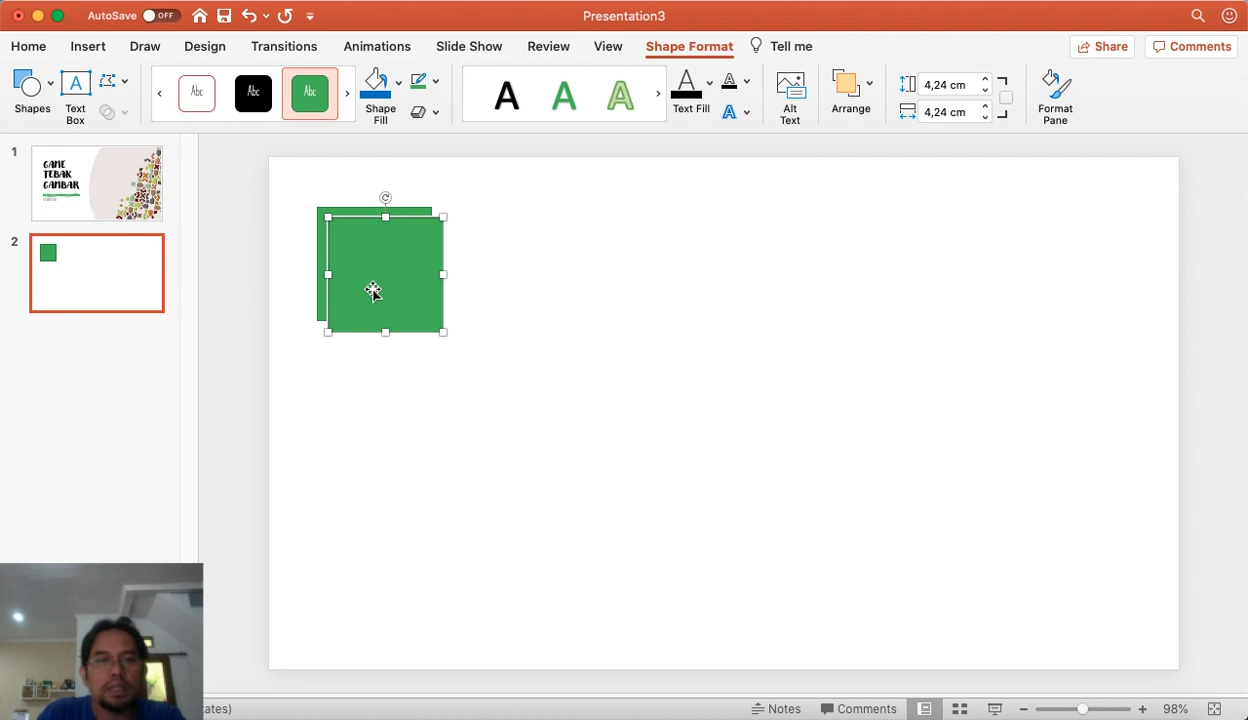 AutoSave OFF
Presentation3
Home Insert Draw Design Transitions Animations Slide Show Review View Shape Format Tell me
Share Comments
Shapes
Text Box
Abc Abc Abc
Shape Fill
A A A
Text Fill
Alt Text
Arrange
4,24 cm
4,24 cm
Format Pane
1
GAME
TEBAK
GAMBAR
2
ates)
Notes Comments 98%